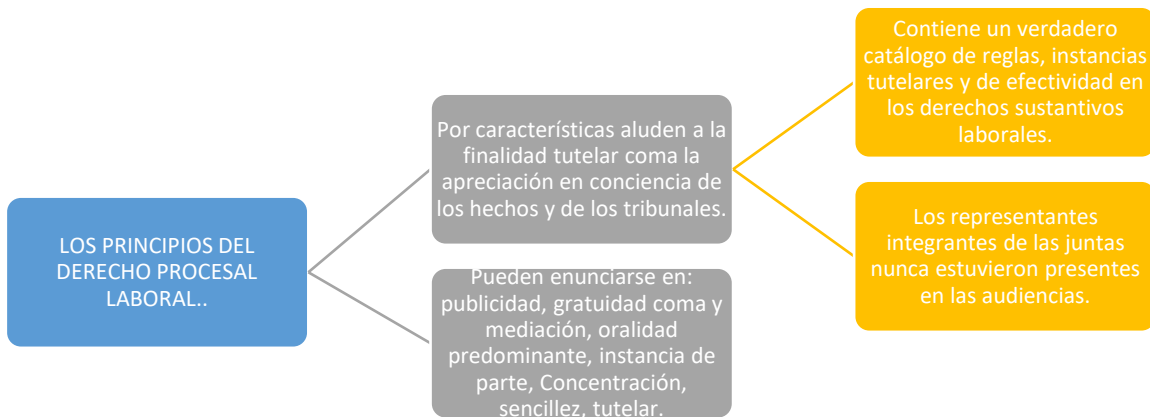 LOS PRINCIPIOS DEL
DERECHO PROCESAL
LABORAL..
Por características aluden a la
finalidad tutelar coma la
apreciación en conciencia de
los hechos y de los tribunales.
Contiene un verdadero
catálogo de reglas, instancias
tutelares y de efectividad en
los derechos sustantivos
laborales.
Los representantes
integrantes de las juntas
nunca estuvieron presentes
en las audiencias.
Pueden enunciarse en:
publicidad, gratuidad coma y
mediación, oralidad
predominante, instancia de
parte, Concentración,
sencillez, tutelar.